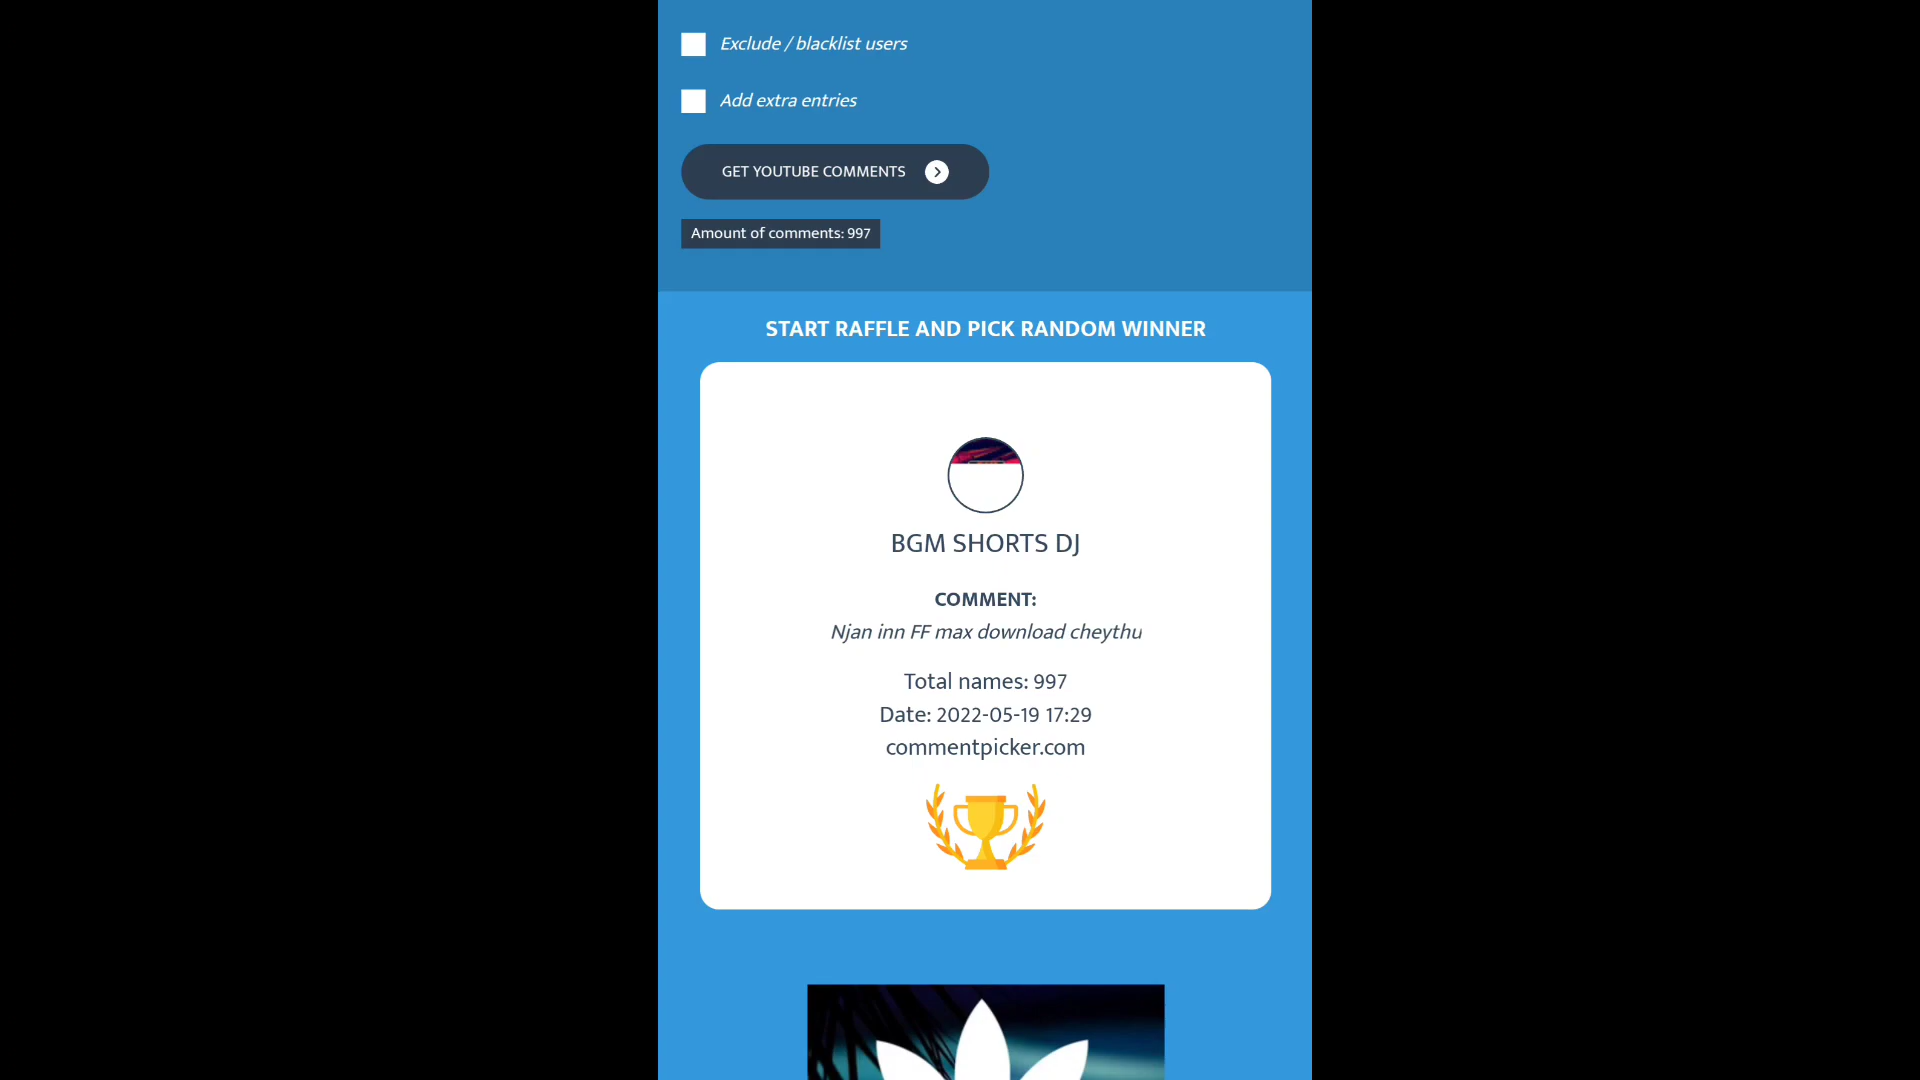 Exclude / blacklist users
Add extra entries
GET YOUTUBE COMMENTS
Amount of comments: 997
START RAFFLE AND PICK RANDOM WINNER
BGM SHORTS DJ
COMMENT:
Njan inn FF max download cheythu
Total names: 997
Date: 2022-05-19 17:29
commentpicker.com